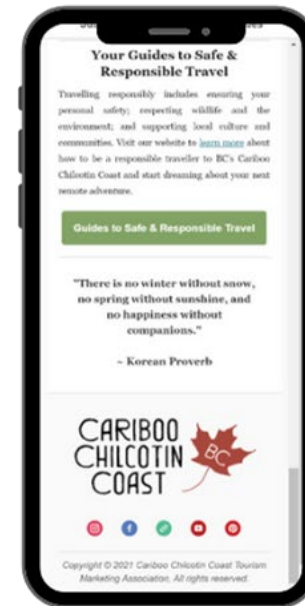 Your Guides to Safe &
Responsible Travel
Travelling responsibly includes ensuring your
personal safety; respecting wildlife and the
environment; and supporting local culture and
communities. Visit our website to learn more about
how to be a responsible traveller to BC's Cariboo
Chilcotin Coast and start dreaming about your next
remote adventure.
Guides to Safe & Responsible Travel
"There is no winter without snow,
no spring without sunshine, and
no happiness without
companions."
~ Korean Proverb
CARIBOO
CHILCOTIN
COAST
BC
Copyright © 2021 Cariboo Chilcotin Coast Tourism
Marketing Association, All rights reserved.